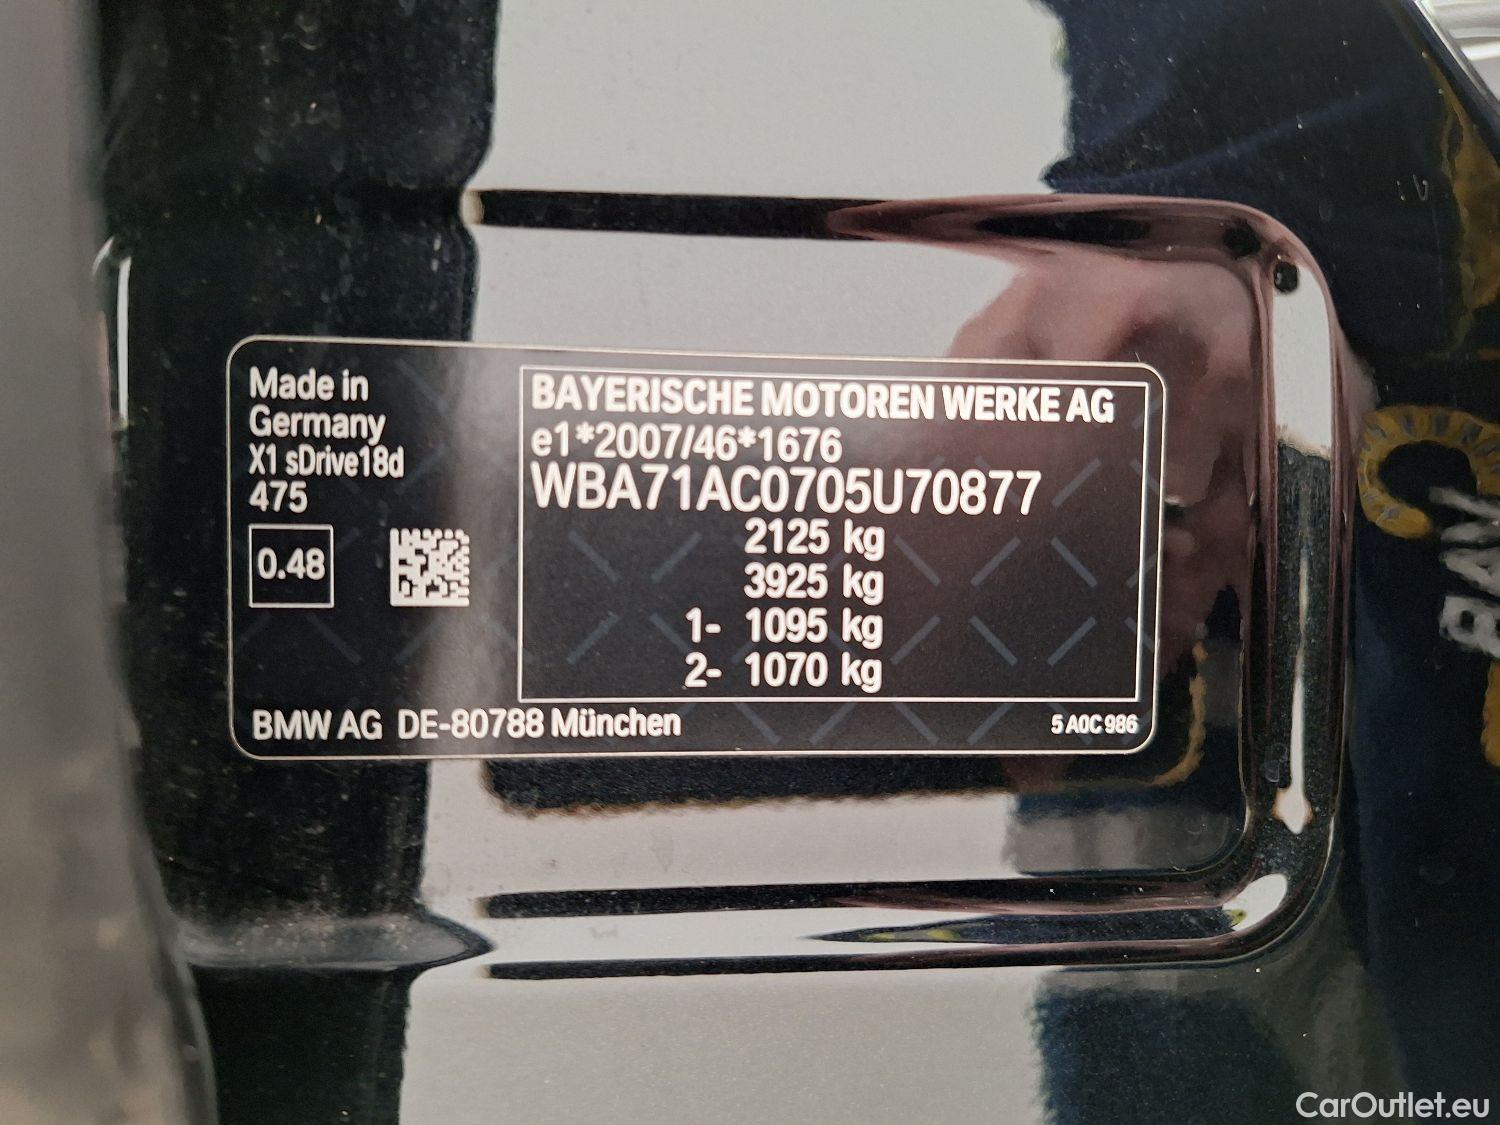 Made in
Germany
X1 sDrive18d
475
0.48
BAYERISCHE MOTOREN WERKE AG
e1*2007/46*1676
WBA71AC0705U70877
2125 kg
3925 kg
1- 1095 kg
2- 1070 kg
BMW AG DE-80788 München
5 A0C 986
CarOutlet.eu